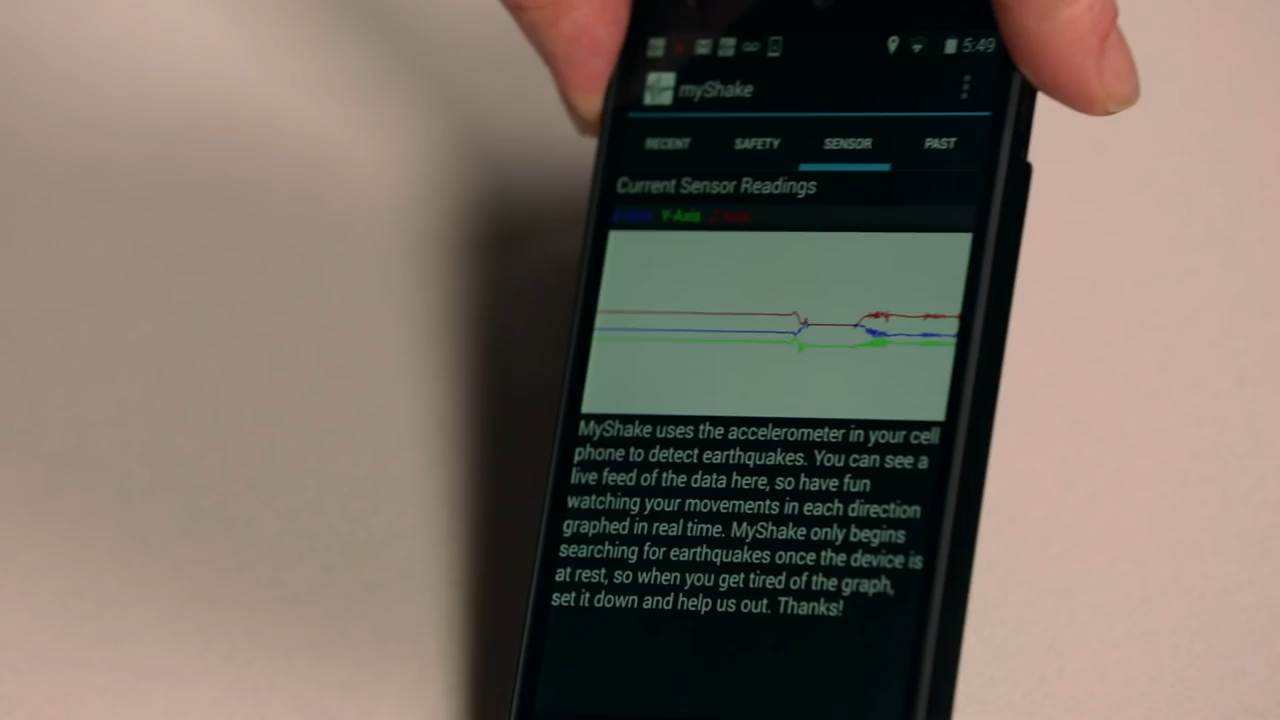 5:49
myShake
RECENT SAFETY SENSOR PAST
Current Sensor Readings
Y-Axis Z-Axis
MyShake uses the accelerometer in your cell
phone to detect earthquakes. You can see a
live feed of the data here, so have fun
watching your movements in each direction
graphed in real time. MyShake only begins
searching for earthquakes once the device is
at rest, so when you get tired of the graph,
set it down and help us out. Thanks!